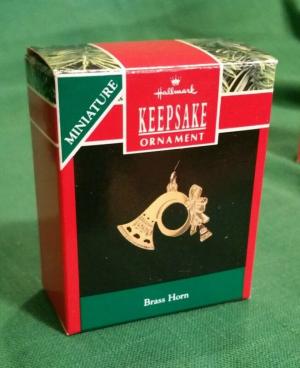 MINIATURE
Hallmark
KEEPSAKE
ORNAMENT
Brass Horn